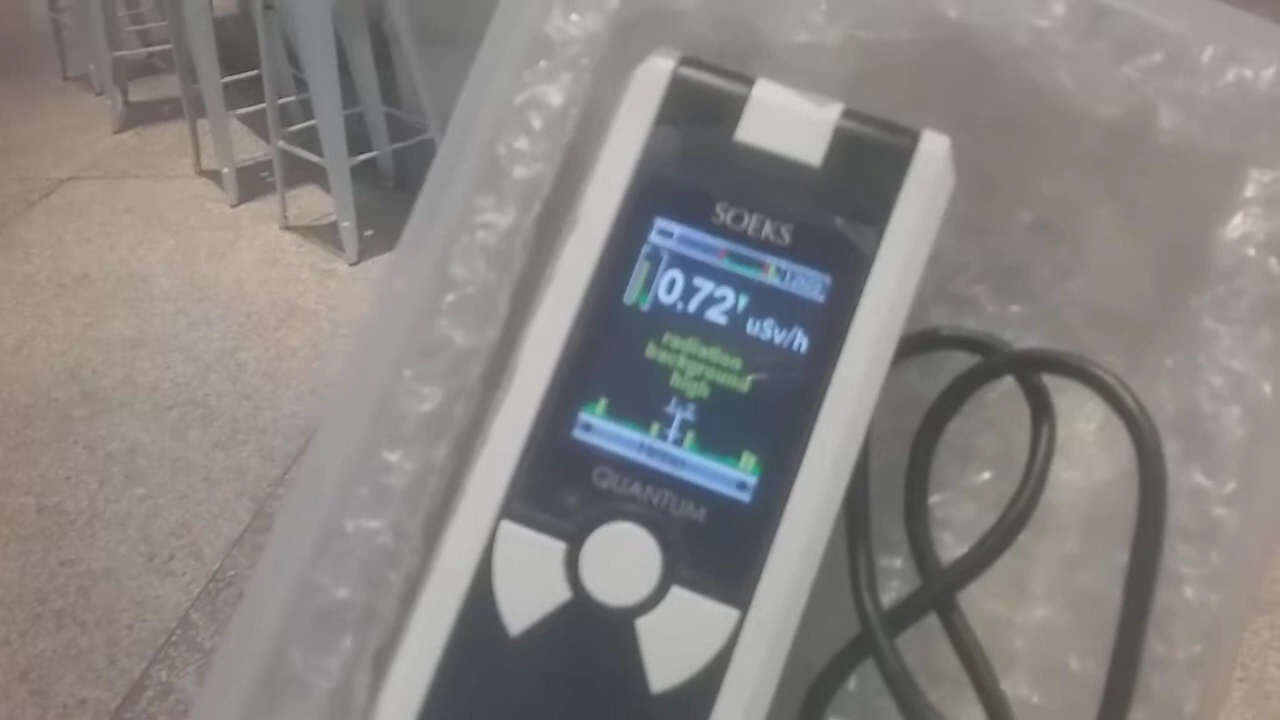 SOEKS
0.72 uSv/h
radiation
background
high
QUANTUM